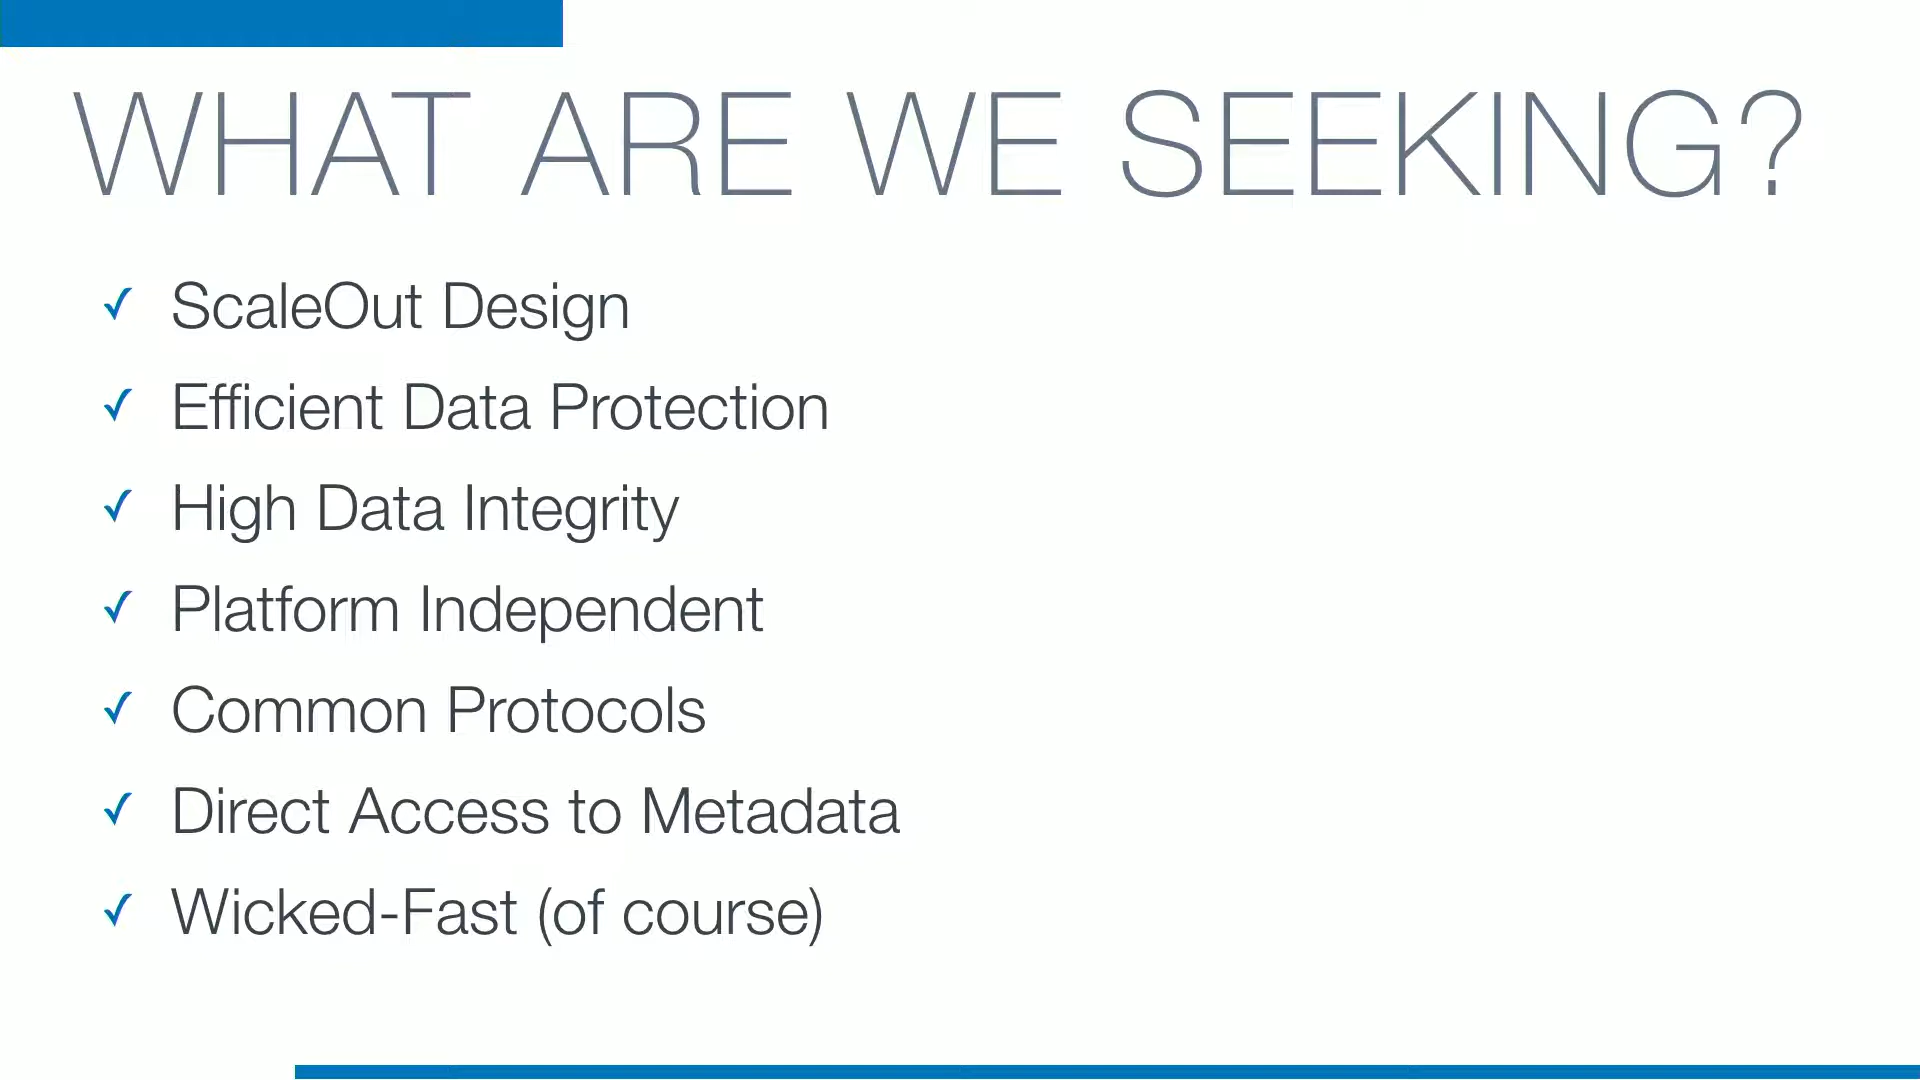 WHAT ARE WE SEEKING?
✓ ScaleOut Design
✓ Efficient Data Protection
✓ High Data Integrity
✓ Platform Independent
✓ Common Protocols
✓ Direct Access to Metadata
✓ Wicked-Fast (of course)